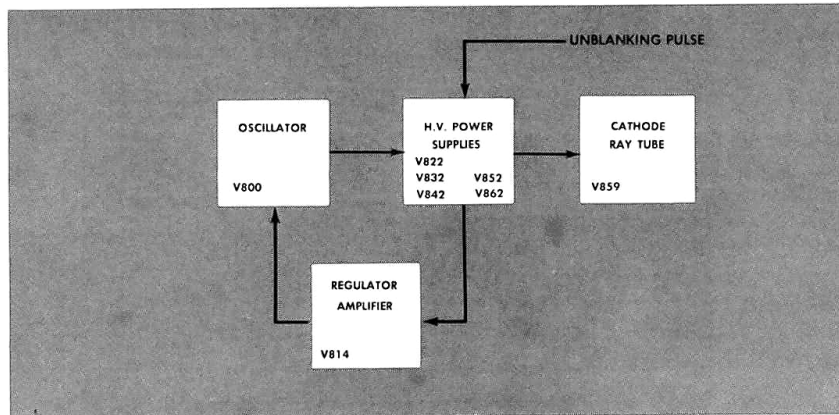 UNBLANKING PULSE
OSCILLATOR
V800
H.V. POWER
SUPPLIES
V822
V832 V852
V842 V862
CATHODE
RAY TUBE
V859
REGULATOR
AMPLIFIER
V814